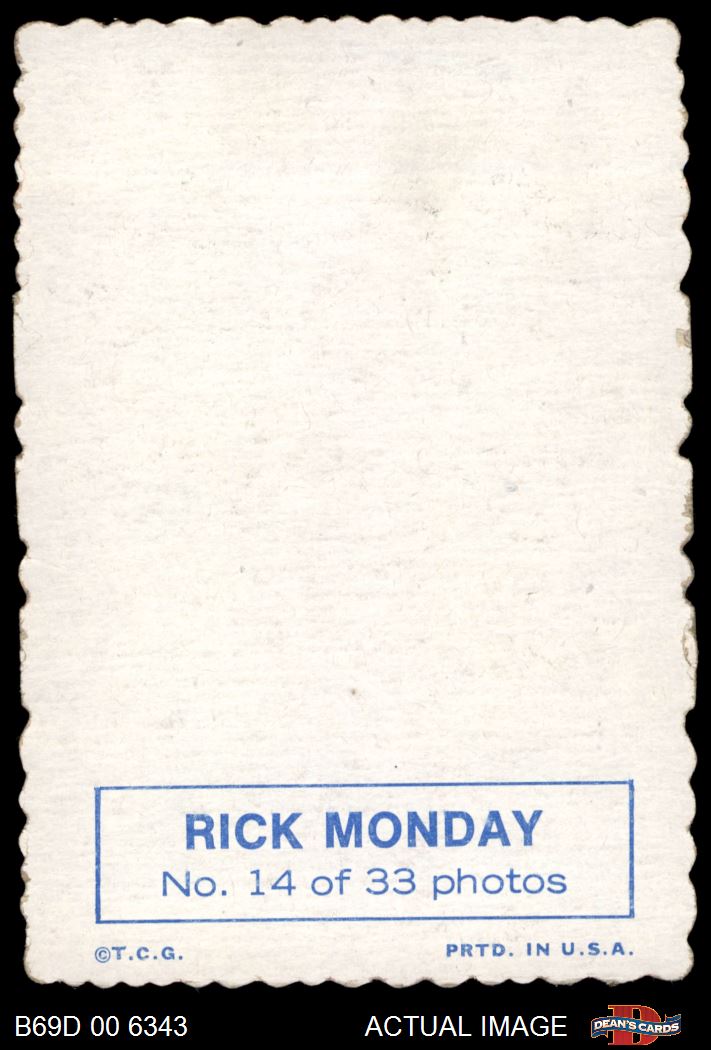 RICK MONDAY
No. 14 of 33 photos
©T.C.G. PRTD. IN U.S.A.
B69D 00 6343 ACTUAL IMAGE DEAN'S CARDS